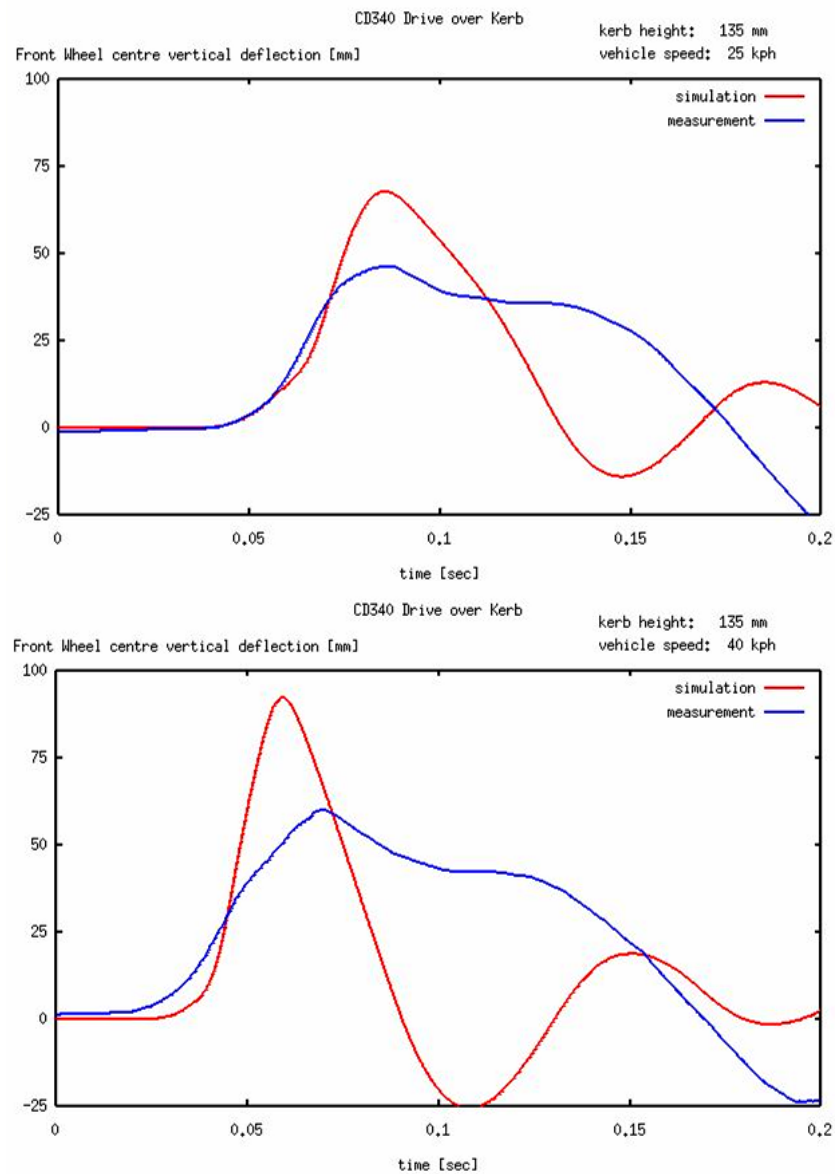 CD340 Drive over Kerb
kerb height: 135 mm
Front Wheel centre vertical deflection [mm]
vehicle speed: 25 kph
100
simulation
measurement
75
50
25
0
-25
0
0.05
0.1
0.15
0.2
time [sec]
CD340 Drive over Kerb
kerb height: 135 mm
Front Wheel centre vertical deflection [mm]
vehicle speed: 40 kph
100
simulation
measurement
75
50
25
0
-25
0
0.05
0.1
0.15
0.2
time [sec]